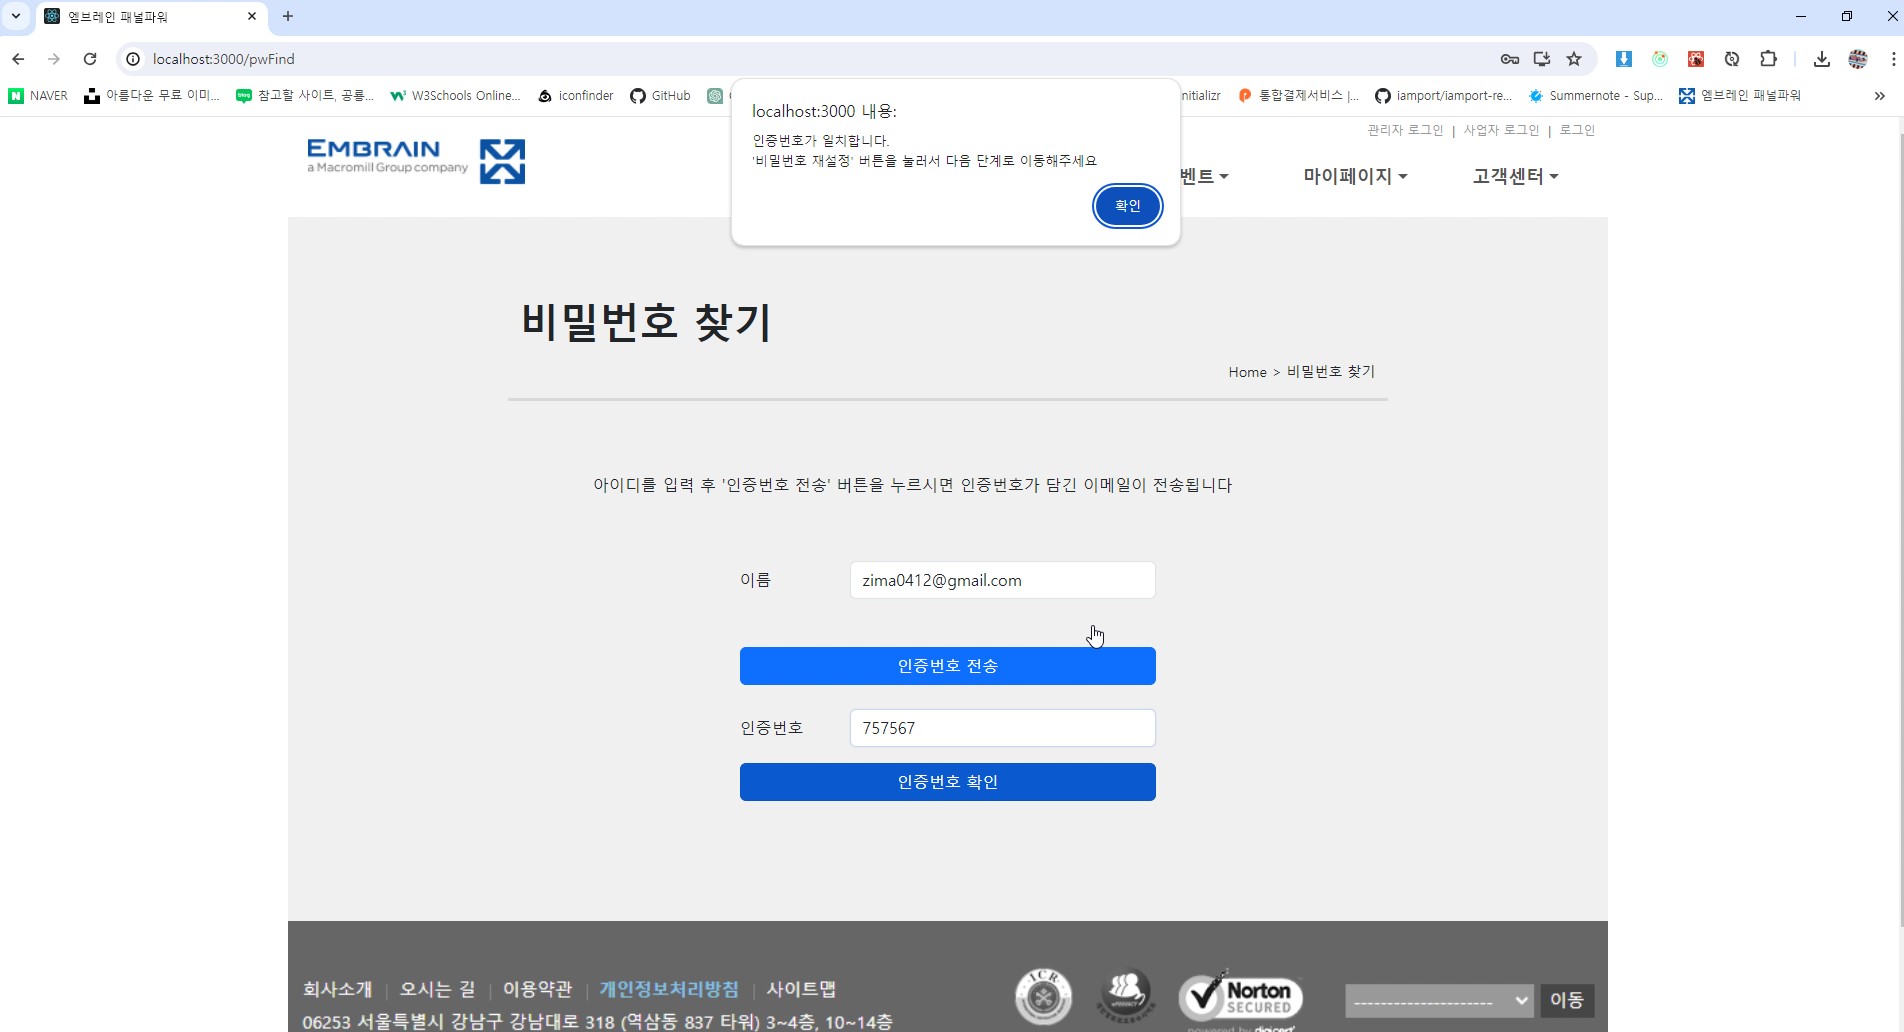 엠브레인 패널파워
localhost:3000/pwFind
NAVER
아름다운 무료 이미...
참고할 사이트, 공룡...
W3Schools Online...
iconfinder
GitHub
nitializr
통합결제서비스 |...
iamport/iamport-re...
Summernote - Sup...
엠브레인 패널파워
localhost:3000 내용:
인증번호가 일치합니다.
'비밀번호 재설정' 버튼을 눌러서 다음 단계로 이동해주세요
확인
관리자 로그인 | 사업자 로그인 | 로그인
EMBRAIN
a Macromill Group company
벤트
마이페이지
고객센터
비밀번호 찾기
Home > 비밀번호 찾기
아이디를 입력 후 '인증번호 전송' 버튼을 누르시면 인증번호가 담긴 이메일이 전송됩니다
이름
zima0412@gmail.com
인증번호 전송
인증번호
757567
인증번호 확인
회사소개 | 오시는 길 | 이용약관 | 개인정보처리방침 | 사이트맵
06253 서울특별시 강남구 강남대로 318 (역삼동 837 타워) 3~4층, 10~14층
ICR
ePRIVACY
Norton
SECURED
powered by digicert
---------------------
이동